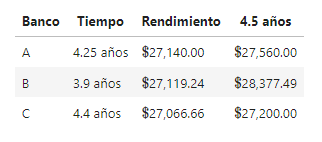 Banco Tiempo Rendimiento 4.5 años
A 4.25 años $27,140.00 $27,560.00
B 3.9 años $27,119.24 $28,377.49
C 4.4 años $27,066.66 $27,200.00